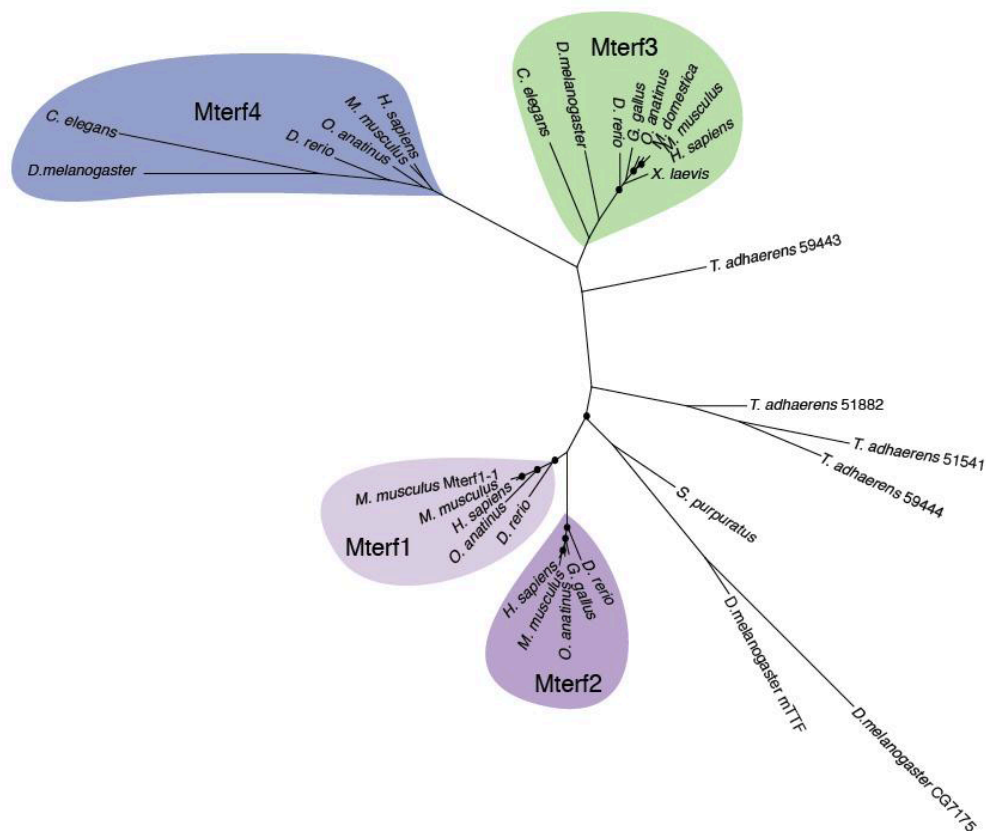 Mterf4
C. elegans
D.melanogaster
D. rerio
O. anatinus
M. musculus
H. sapiens
Mterf3
C. elegans
D.melanogaster
D. rerio
G. gallus
O. anatinus
M. domestica
M. musculus
H. sapiens
X. laevis
T. adhaerens 59443
T. adhaerens 51882
T. adhaerens 51541
T. adhaerens 59444
S. purpuratus
D.melanogaster mTTF
D.melanogaster CG7175
M. musculus Mterf1-1
M. musculus
H. sapiens
O. anatinus
D. rerio
Mterf1
H. sapiens
M. musculus
O. anatinus
G. gallus
D. rerio
Mterf2